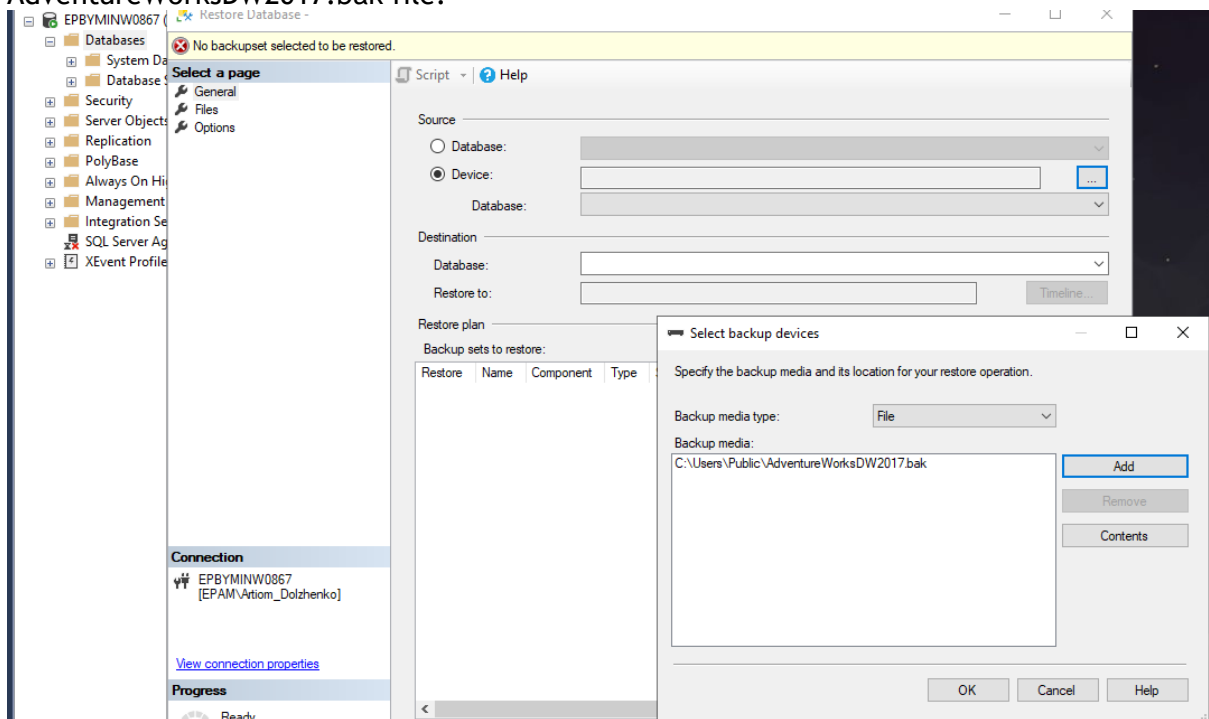 AdventureWorksDW2017.bak file.
EPBYMINW0867 (
Databases
System Da
Database S
Security
Server Objects
Replication
PolyBase
Always On Hi
Management
Integration Se
SQL Server Ag
XEvent Profile
Restore Database -
No backupset selected to be restored.
Select a page
General
Files
Options
Script
Help
Source
Database:
Device:
...
Database:
Destination
Database:
Restore to:
Timeline...
Restore plan
Backup sets to restore:
Restore Name Component Type
Connection
EPBYMINW0867
[EPAM\Artiom_Dolzhenko]
View connection properties
Progress
Ready
Select backup devices
Specify the backup media and its location for your restore operation.
Backup media type: File
Backup media:
C:\Users\Public\AdventureWorksDW2017.bak
Add
Remove
Contents
OK Cancel Help